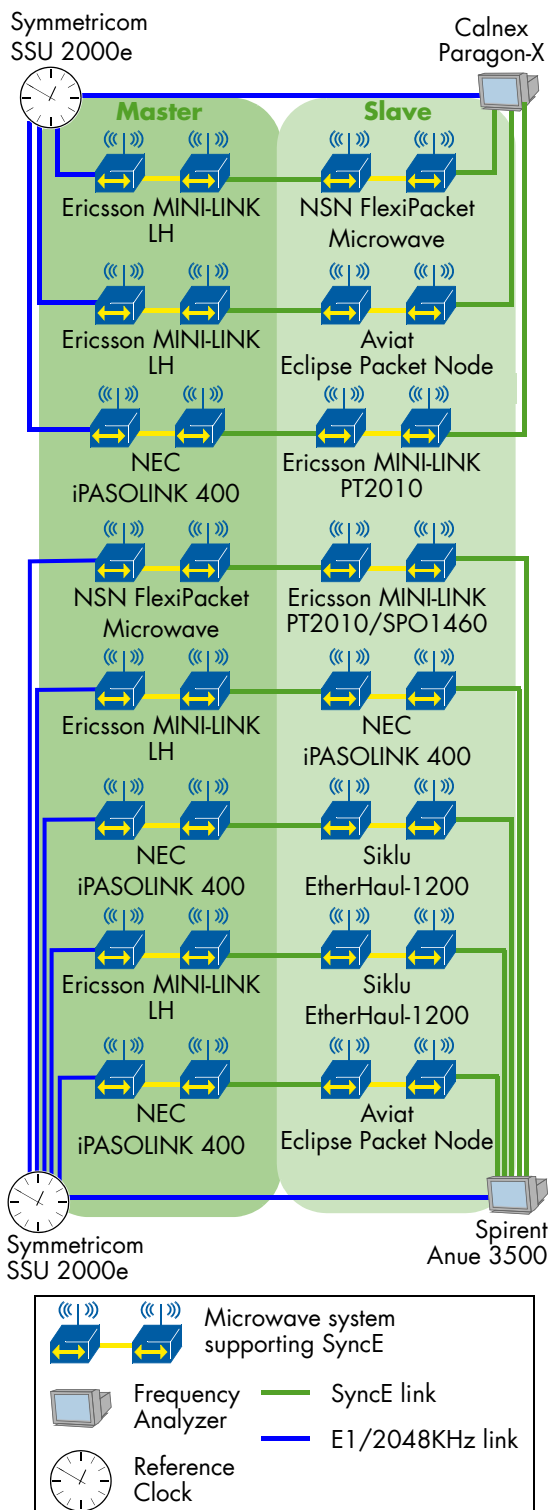 Symmetricom
SSU 2000e
Calnex
Paragon-X
Master
Slave
Ericsson MINI-LINK
LH
NSN FlexiPacket
Microwave
Ericsson MINI-LINK
LH
Aviat
Eclipse Packet Node
NEC
iPASOLINK 400
Ericsson MINI-LINK
PT2010
NSN FlexiPacket
Microwave
Ericsson MINI-LINK
PT2010/SPO1460
Ericsson MINI-LINK
LH
NEC
iPASOLINK 400
NEC
iPASOLINK 400
Siklu
EtherHaul-1200
Ericsson MINI-LINK
LH
Siklu
EtherHaul-1200
NEC
iPASOLINK 400
Aviat
Eclipse Packet Node
Symmetricom
SSU 2000e
Spirent
Anue 3500
Microwave system
supporting SyncE
Frequency
Analyzer
SyncE link
E1/2048KHz link
Reference
Clock